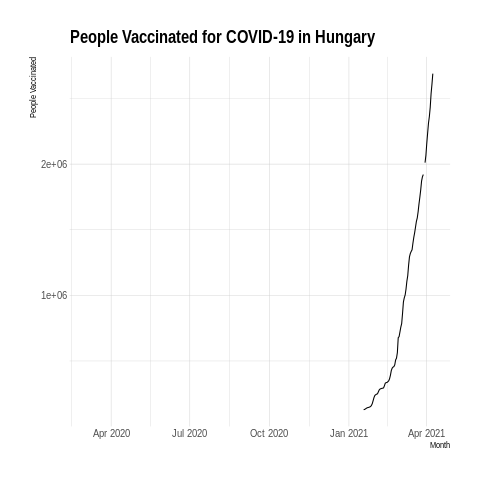 People Vaccinated for COVID-19 in Hungary
People Vaccinated
2e+06
1e+06
Apr 2020 Jul 2020 Oct 2020 Jan 2021 Apr 2021
Month